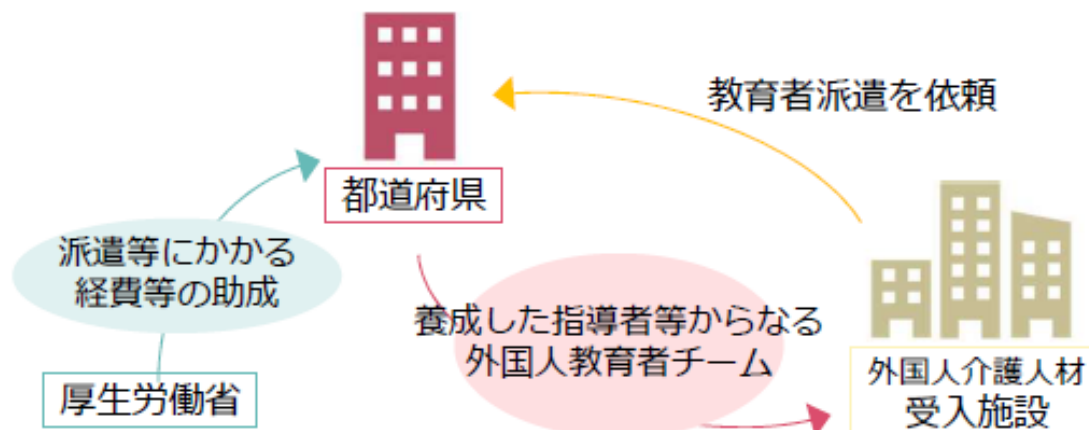 教育者派遣を依頼
都道府県
派遣等にかかる
経費等の助成
養成した指導者等からなる
外国人教育者チーム
厚生労働省
外国人介護人材
受入施設